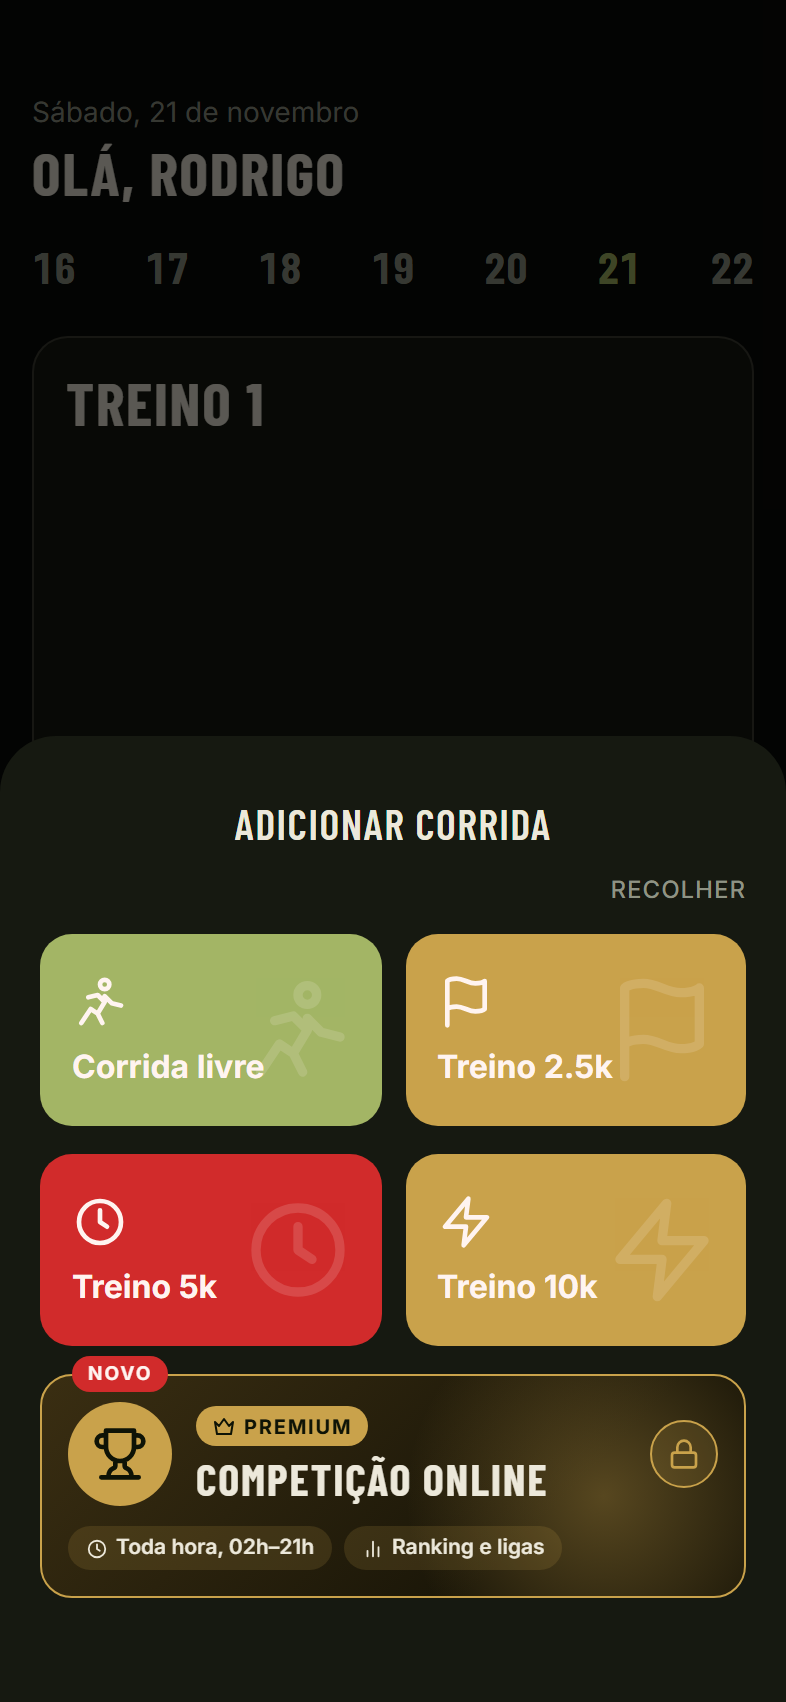 Sábado, 21 de novembro
OLÁ, RODRIGO
16 17 18 19 20 21 22
TREINO 1
ADICIONAR CORRIDA
RECOLHER
Corrida livre
Treino 2.5k
Treino 5k
Treino 10k
NOVO
PREMIUM
COMPETIÇÃO ONLINE
Toda hora, 02h–21h
Ranking e ligas